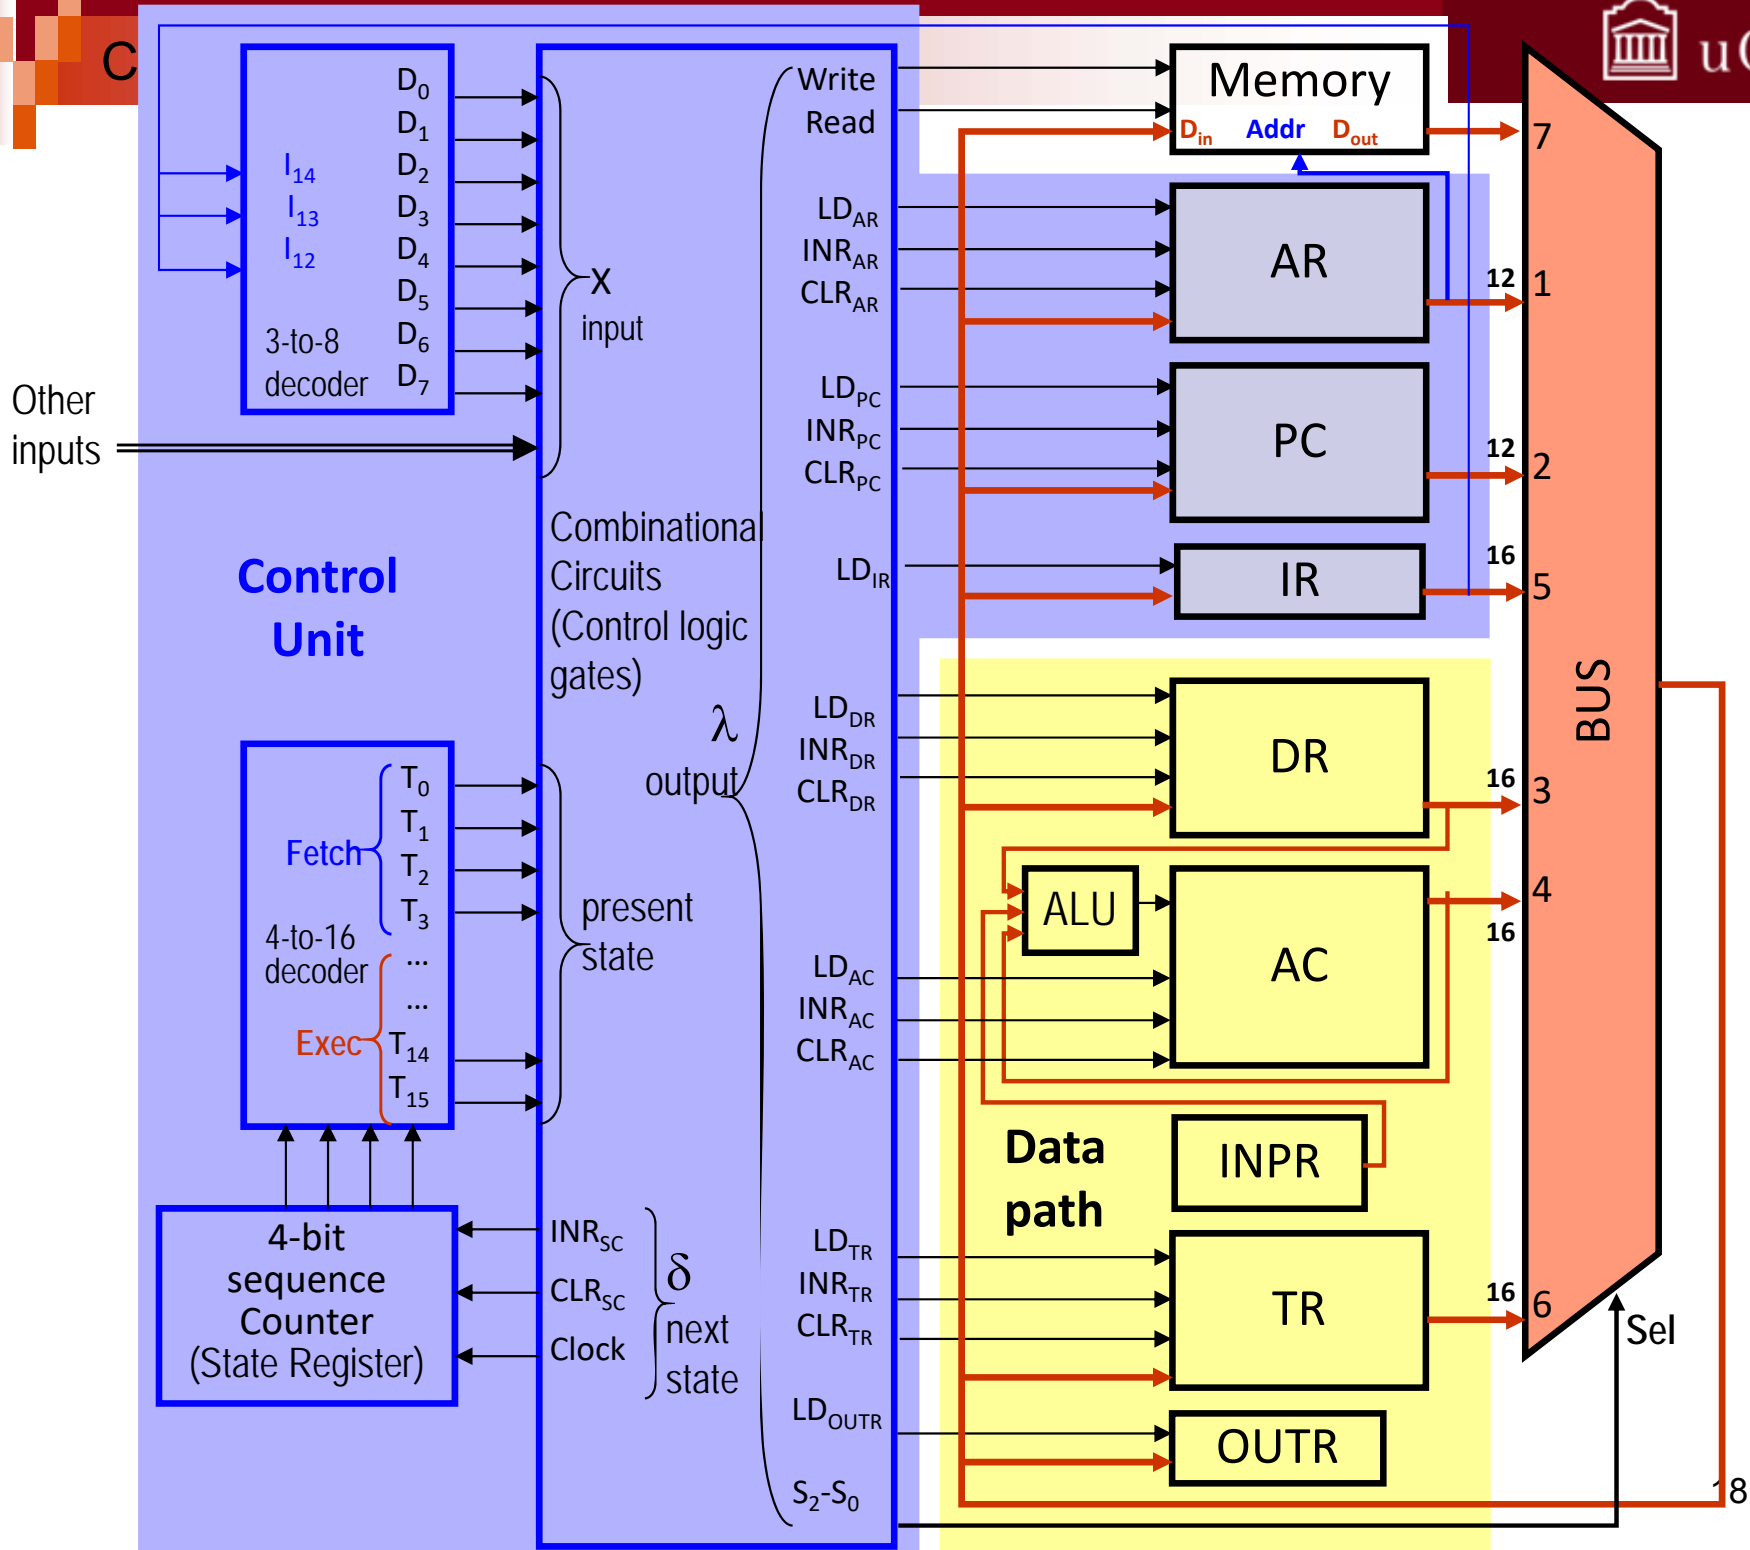 C
uO
D0
D1
D2
D3
D4
D5
D6
D7
I14
I13
I12
3-to-8
decoder
Other
inputs
Control
Unit
X
input
Combinational
Circuits
(Control logic
gates)
λ
output
T0
T1
T2
T3
...
...
T14
T15
Fetch
4-to-16
decoder
Exec
present
state
4-bit
sequence
Counter
(State Register)
INRSC
CLRSC
Clock
δ
next
state
Write
Read
LDAR
INRAR
CLRAR
LDPC
INRPC
CLRPC
LDIR
LDDR
INRDR
CLRDR
LDAC
INRAC
CLRAC
LDTR
INRTR
CLRTR
LDOUTR
S2-S0
Memory
Din Addr Dout
AR
PC
IR
DR
ALU
AC
Data
path
INPR
TR
OUTR
7
12 1
12 2
16 5
16 3
4
16
16 6
BUS
Sel
18